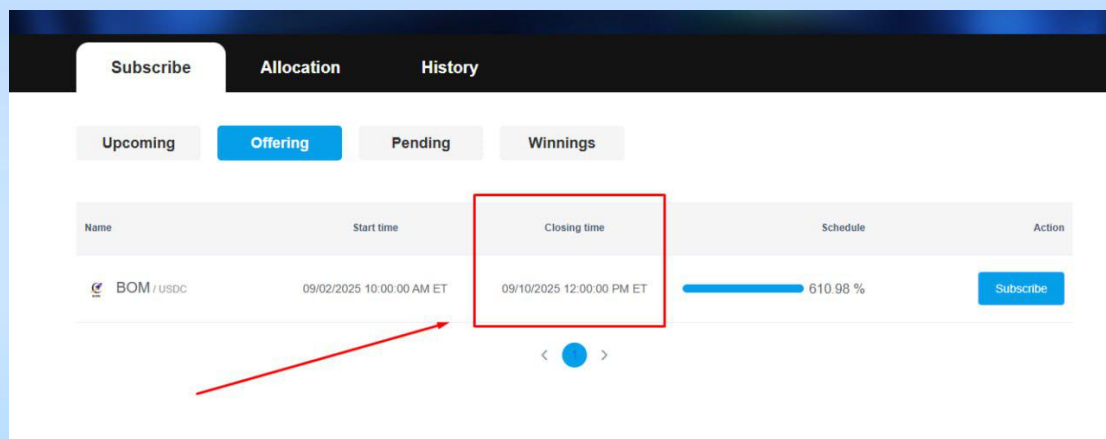 Subscribe Allocation History
Upcoming Offering Pending Winnings
Name Start time Closing time Schedule Action
BOM / USDC 09/02/2025 10:00:00 AM ET 09/10/2025 12:00:00 PM ET 610.98 % Subscribe
< 1 >